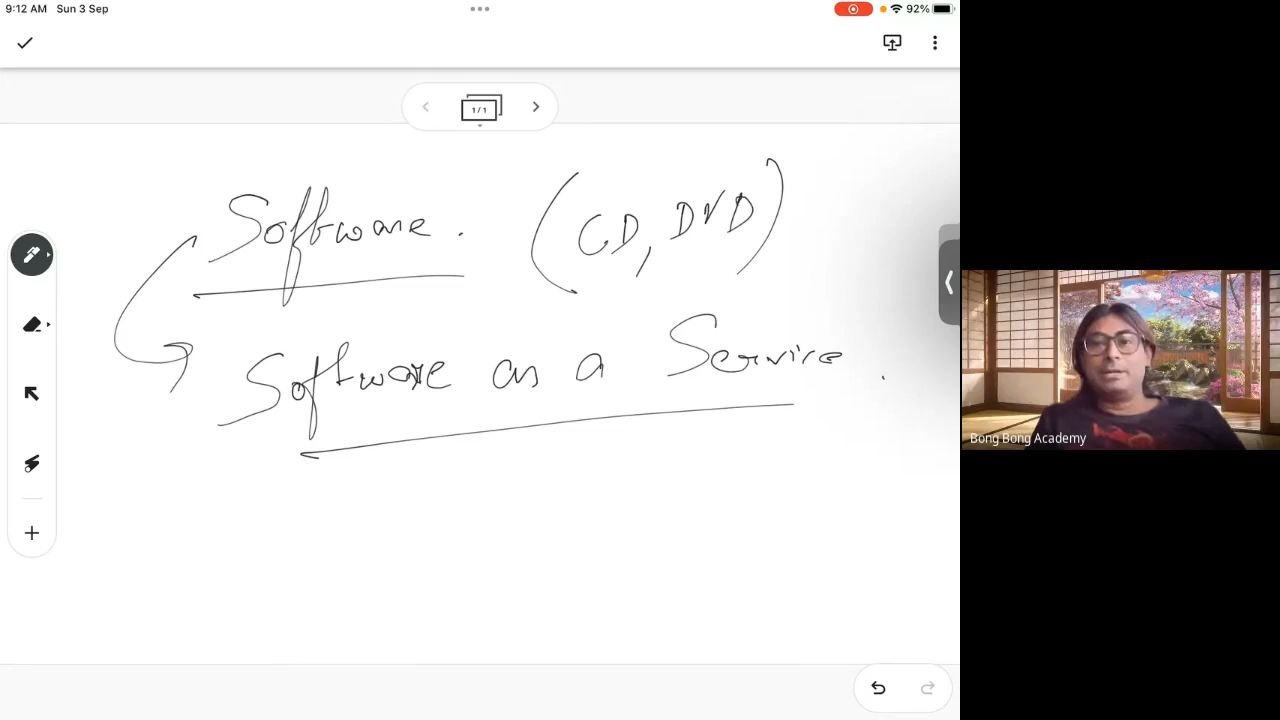 9:12 AM Sun 3 Sep
92%
1/1
Software. (CD, DVD)
Software as a Service.
Bong Bong Academy